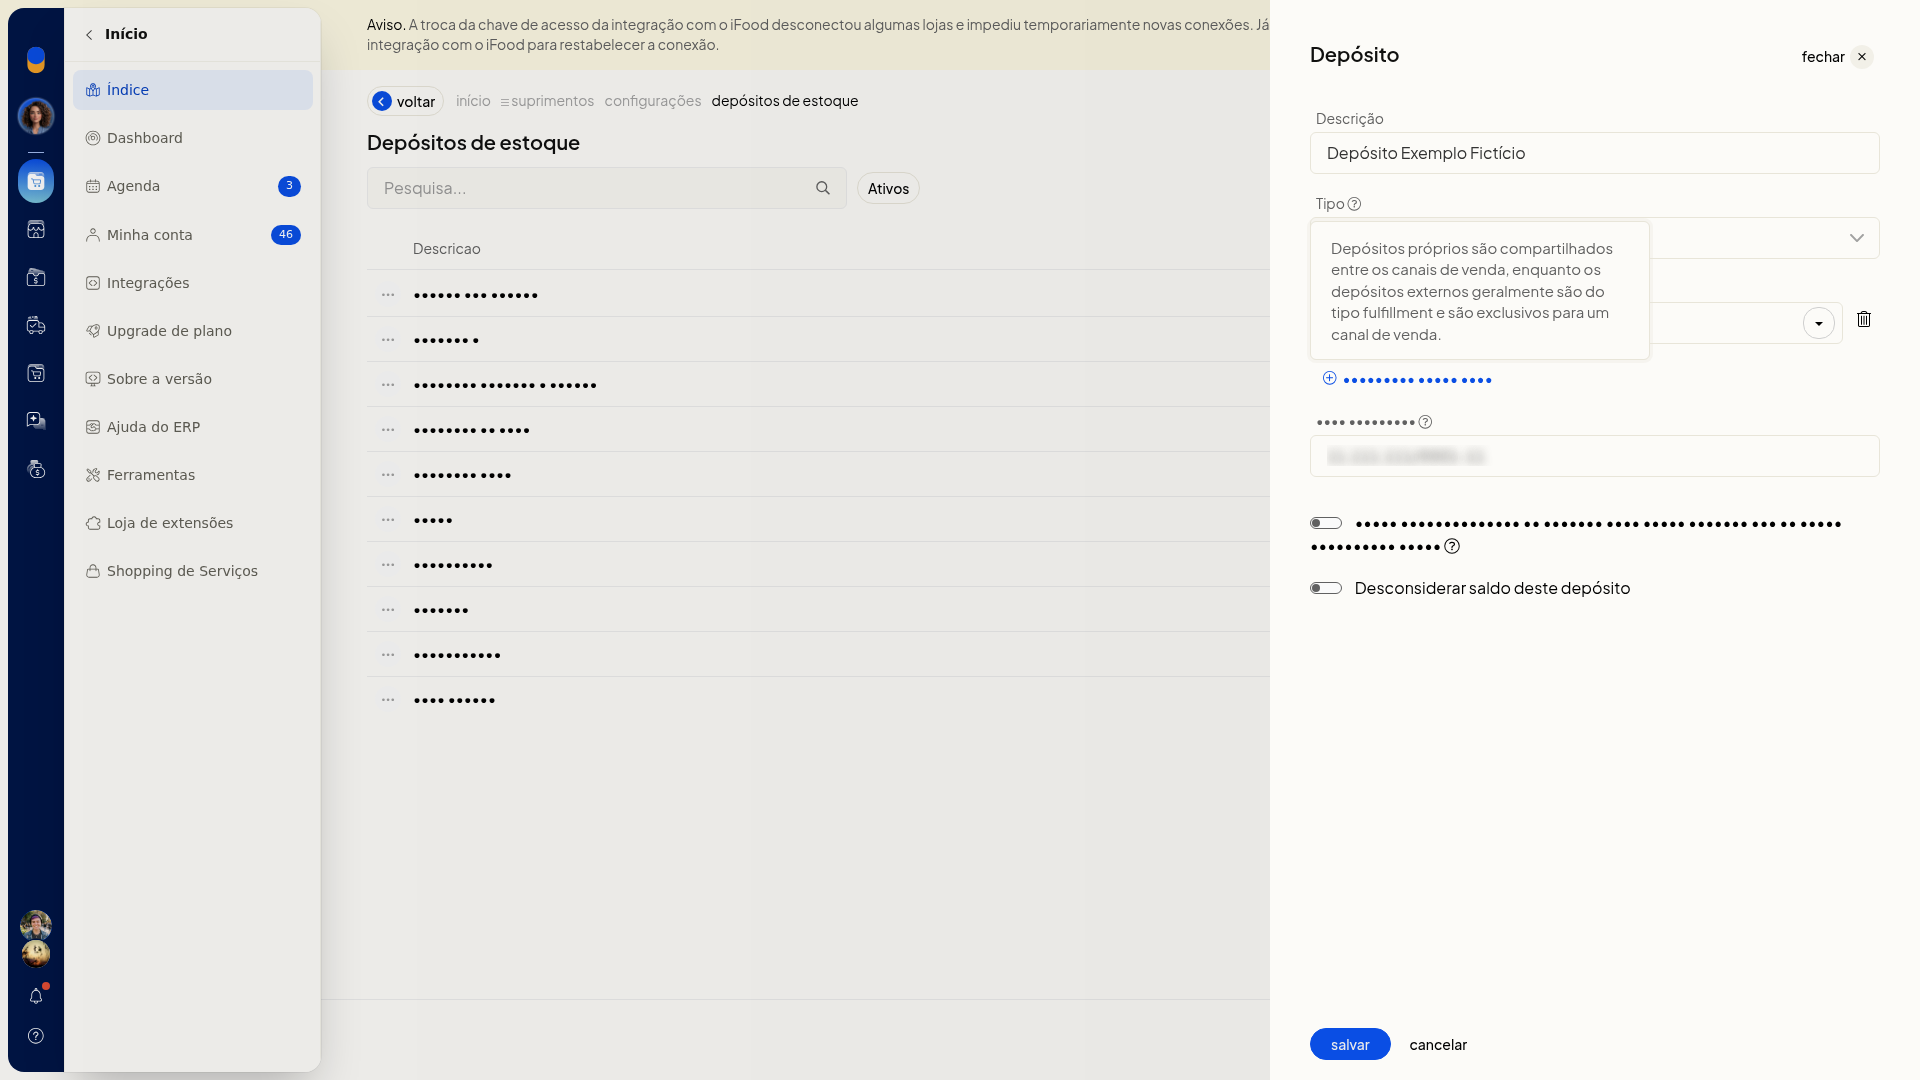 Início
Índice
Dashboard
Agenda 3
Minha conta 46
Integrações
Upgrade de plano
Sobre a versão
Ajuda do ERP
Ferramentas
Loja de extensões
Shopping de Serviços
Aviso. A troca da chave de acesso da integração com o iFood desconectou algumas lojas e impediu temporariamente novas conexões. Já
integração com o iFood para restabelecer a conexão.
voltar início suprimentos configurações depósitos de estoque
Depósitos de estoque
Pesquisa... Ativos
Descricao
Depósito fechar
Descrição
Depósito Exemplo Fictício
Tipo
Depósitos próprios são compartilhados
entre os canais de venda, enquanto os
depósitos externos geralmente são do
tipo fulfillment e são exclusivos para um
canal de venda.
Desconsiderar saldo deste depósito
salvar cancelar